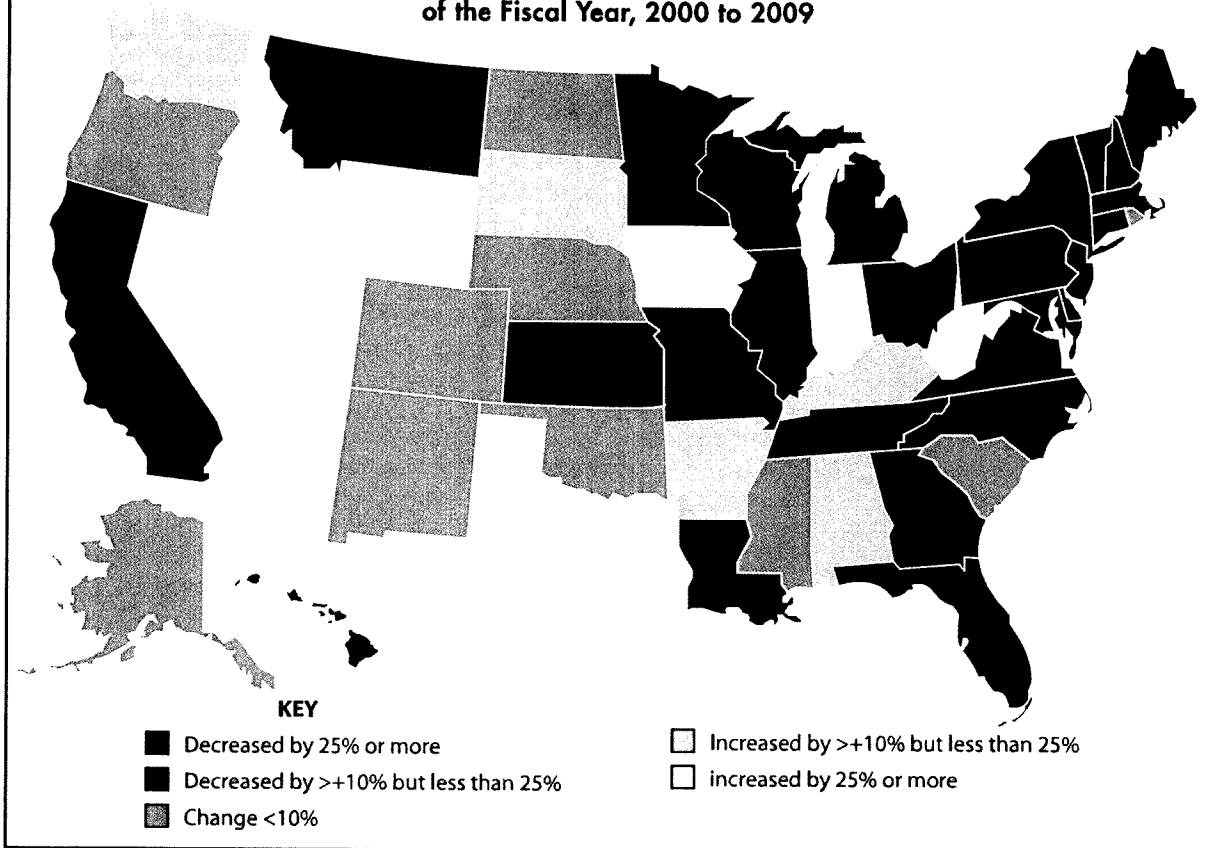 of the Fiscal Year, 2000 to 2009
KEY
Decreased by 25% or more
Decreased by >+10% but less than 25%
Change <10%
Increased by >+10% but less than 25%
increased by 25% or more